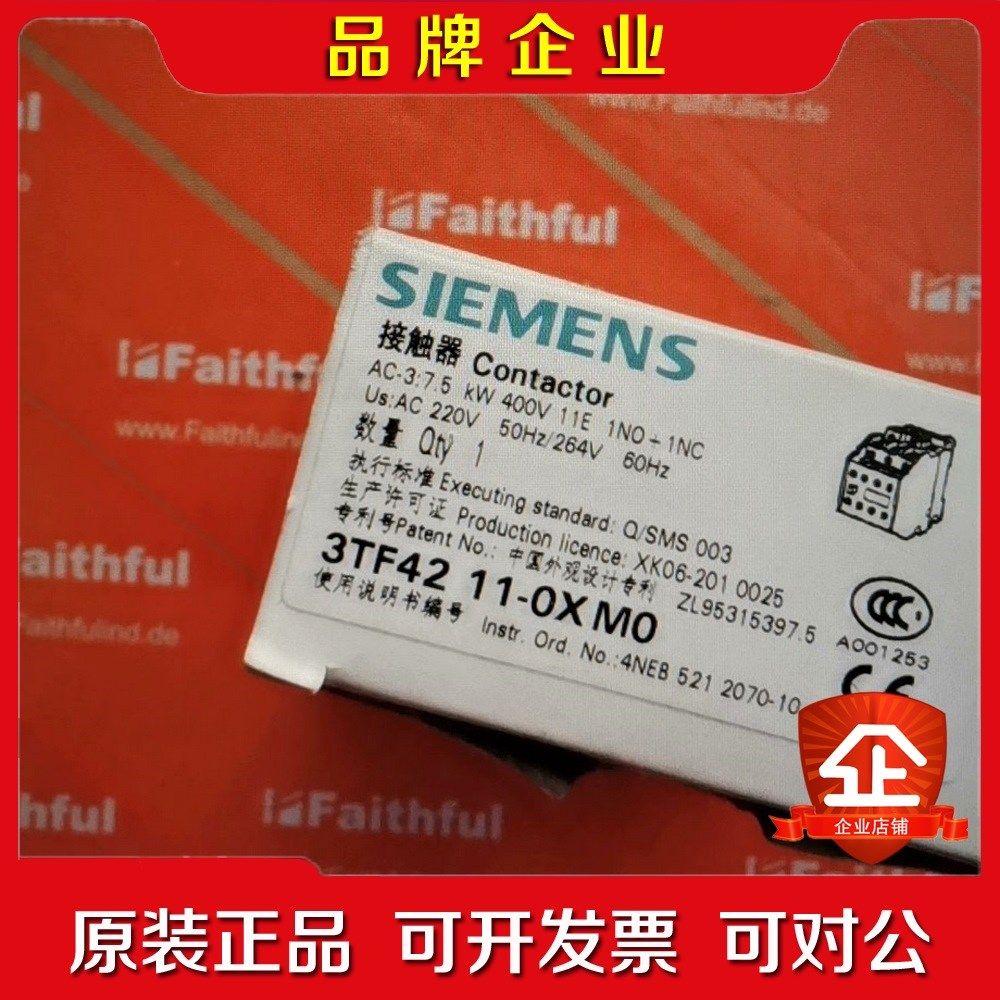 品牌企业
www.Faithfulind.de
Faithful
Faithful
www.Faithfulind
SIEMENS
接触器 Contactor
AC-3:7.5 kW 400V 11E 1NO+1NC
Us:AC 220V 50Hz/264V 60Hz
数量 Qty 1
执行标准 Executing standard: Q/SMS 003
生产许可证 Production licence: XK06-201 0025
专利号Patent No.: 中国外观设计专利 ZL95315397.5
3TF42 11-0X M0
使用说明书编号 Instr. Ord. No.:4NEB 521 2070-10
CCC
A001253
CE
aithful
aithfulind.de
Faithful
Faithful
企
企业店铺
原装正品 可开发票 可对公